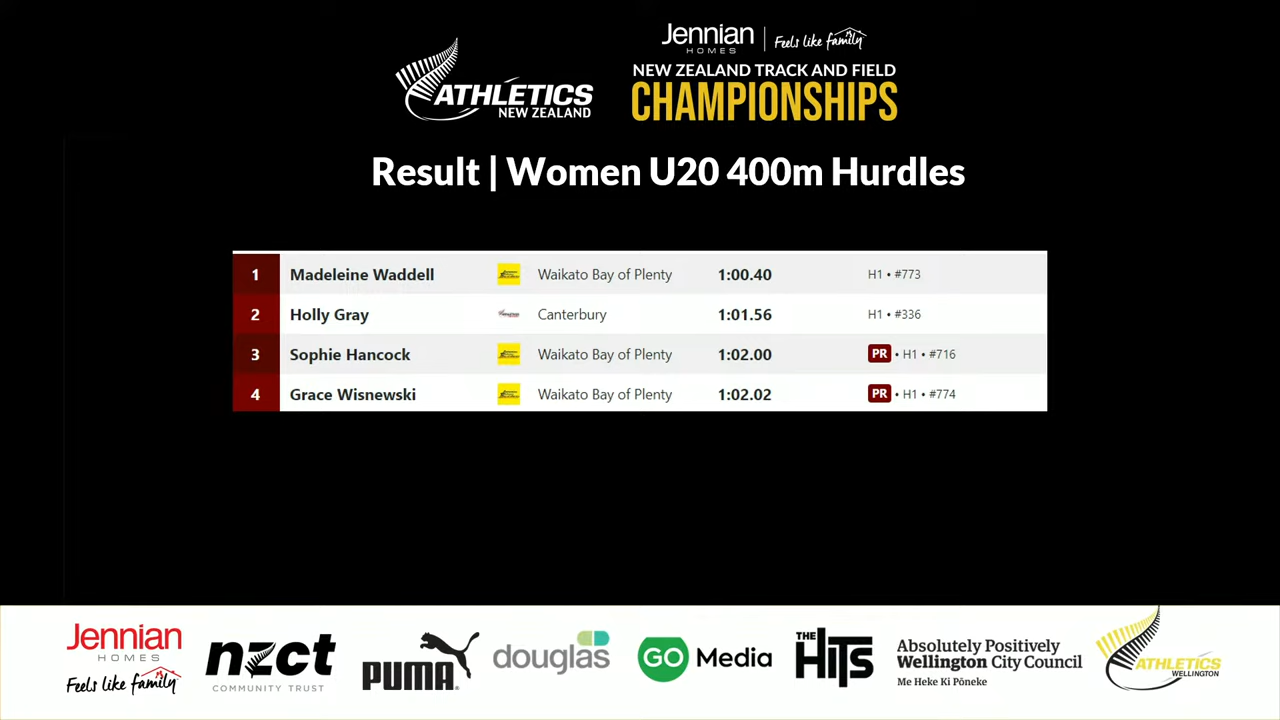 Jennian
HOMES
Feels like family
ATHLETICS
NEW ZEALAND
NEW ZEALAND TRACK AND FIELD
CHAMPIONSHIPS
Result | Women U20 400m Hurdles
1 Madeleine Waddell Waikato Bay of Plenty 1:00.40 H1 • #773
2 Holly Gray Canterbury 1:01.56 H1 • #336
3 Sophie Hancock Waikato Bay of Plenty 1:02.00 PR • H1 • #716
4 Grace Wisnewski Waikato Bay of Plenty 1:02.02 PR • H1 • #774
Jennian
HOMES
Feels like family
nzct
COMMUNITY TRUST
PUMA
douglas
GO Media
THE
HITS
Absolutely Positively
Wellington City Council
Me Heke Ki Pōneke
ATHLETICS
WELLINGTON